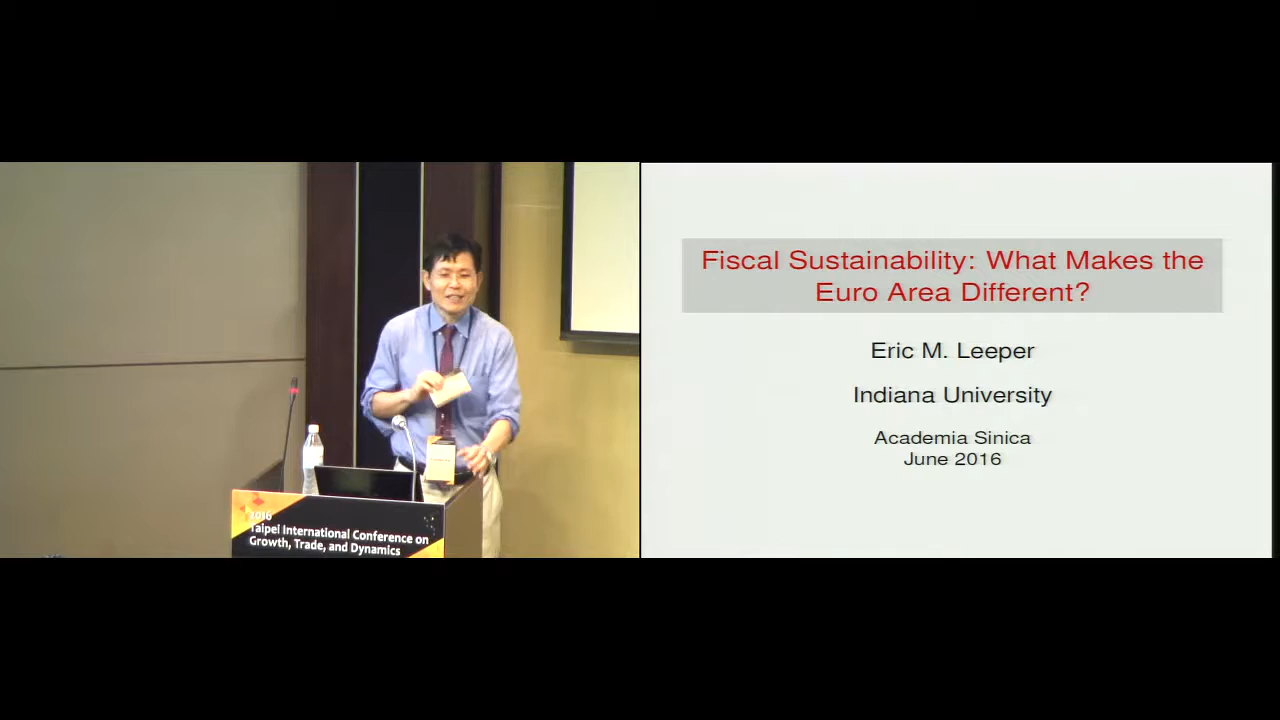 2016
Taipei International Conference on
Growth, Trade, and Dynamics
Fiscal Sustainability: What Makes the
Euro Area Different?
Eric M. Leeper
Indiana University
Academia Sinica
June 2016